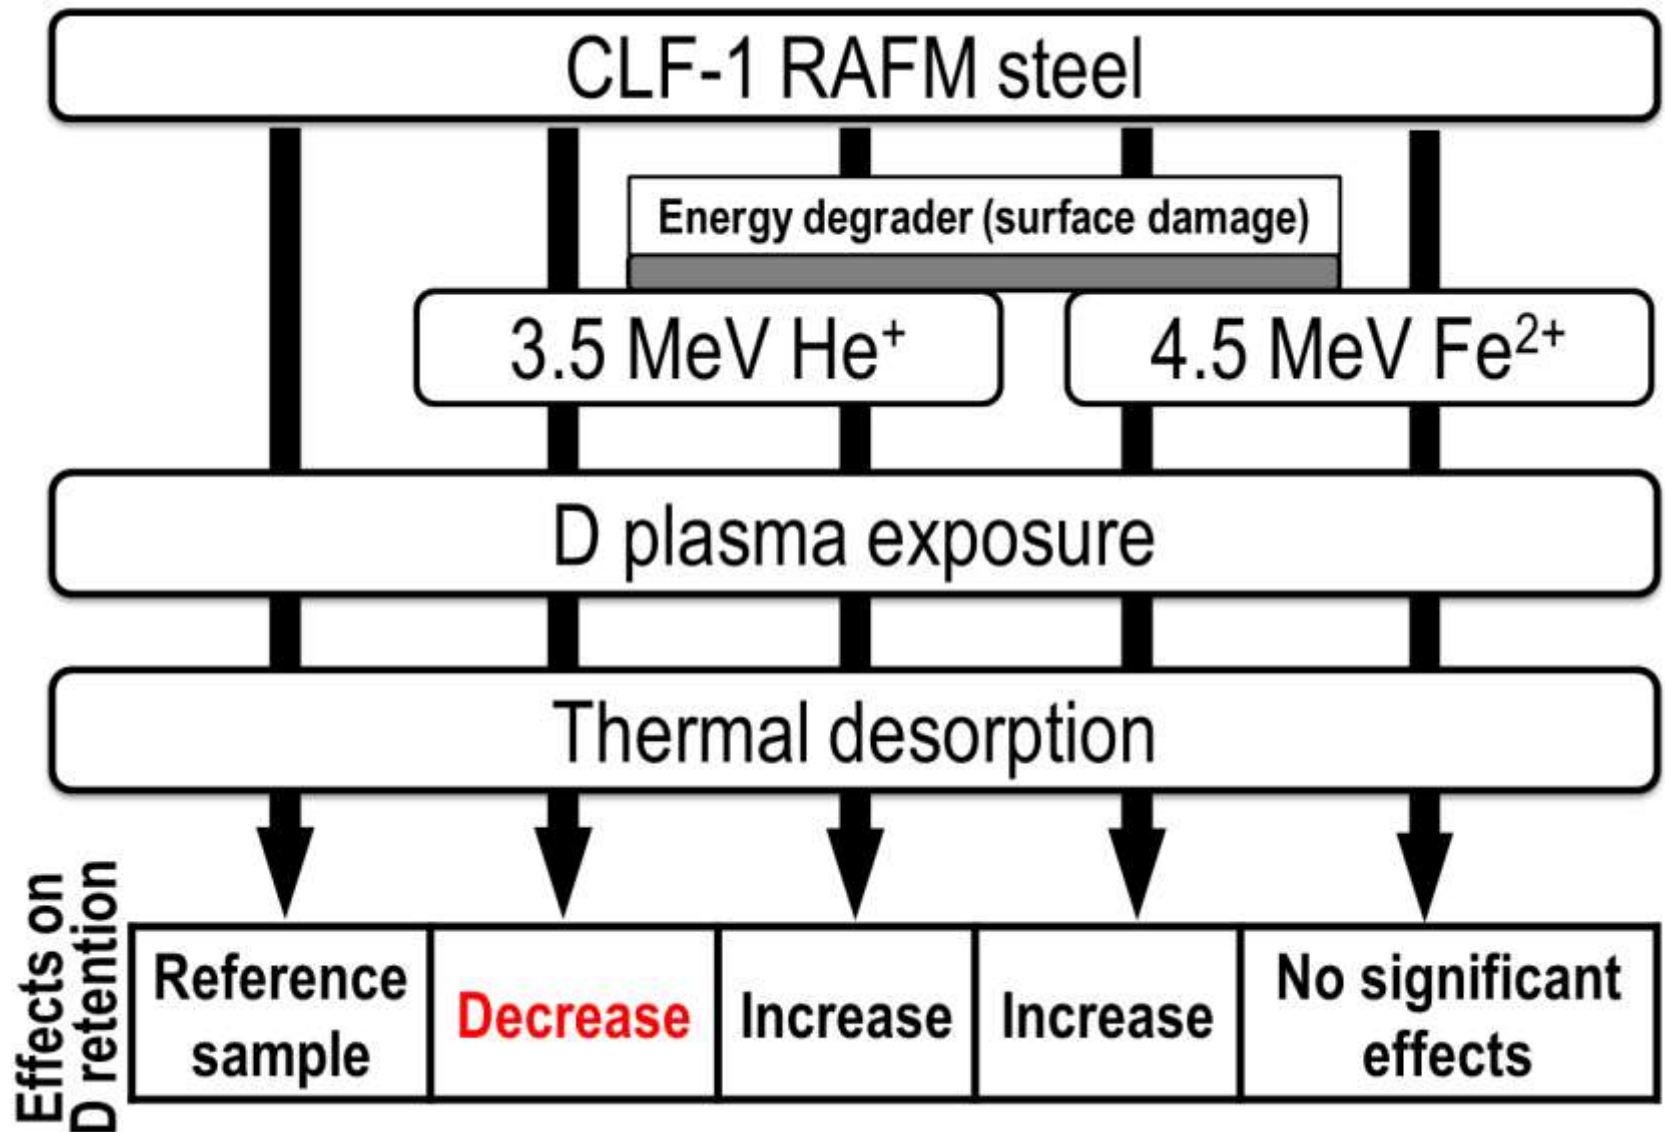 CLF-1 RAFM steel
Energy degrader (surface damage)
3.5 MeV He⁺
4.5 MeV Fe²⁺
D plasma exposure
Thermal desorption
Effects on
D retention
Reference
sample
Decrease
Increase
Increase
No significant
effects